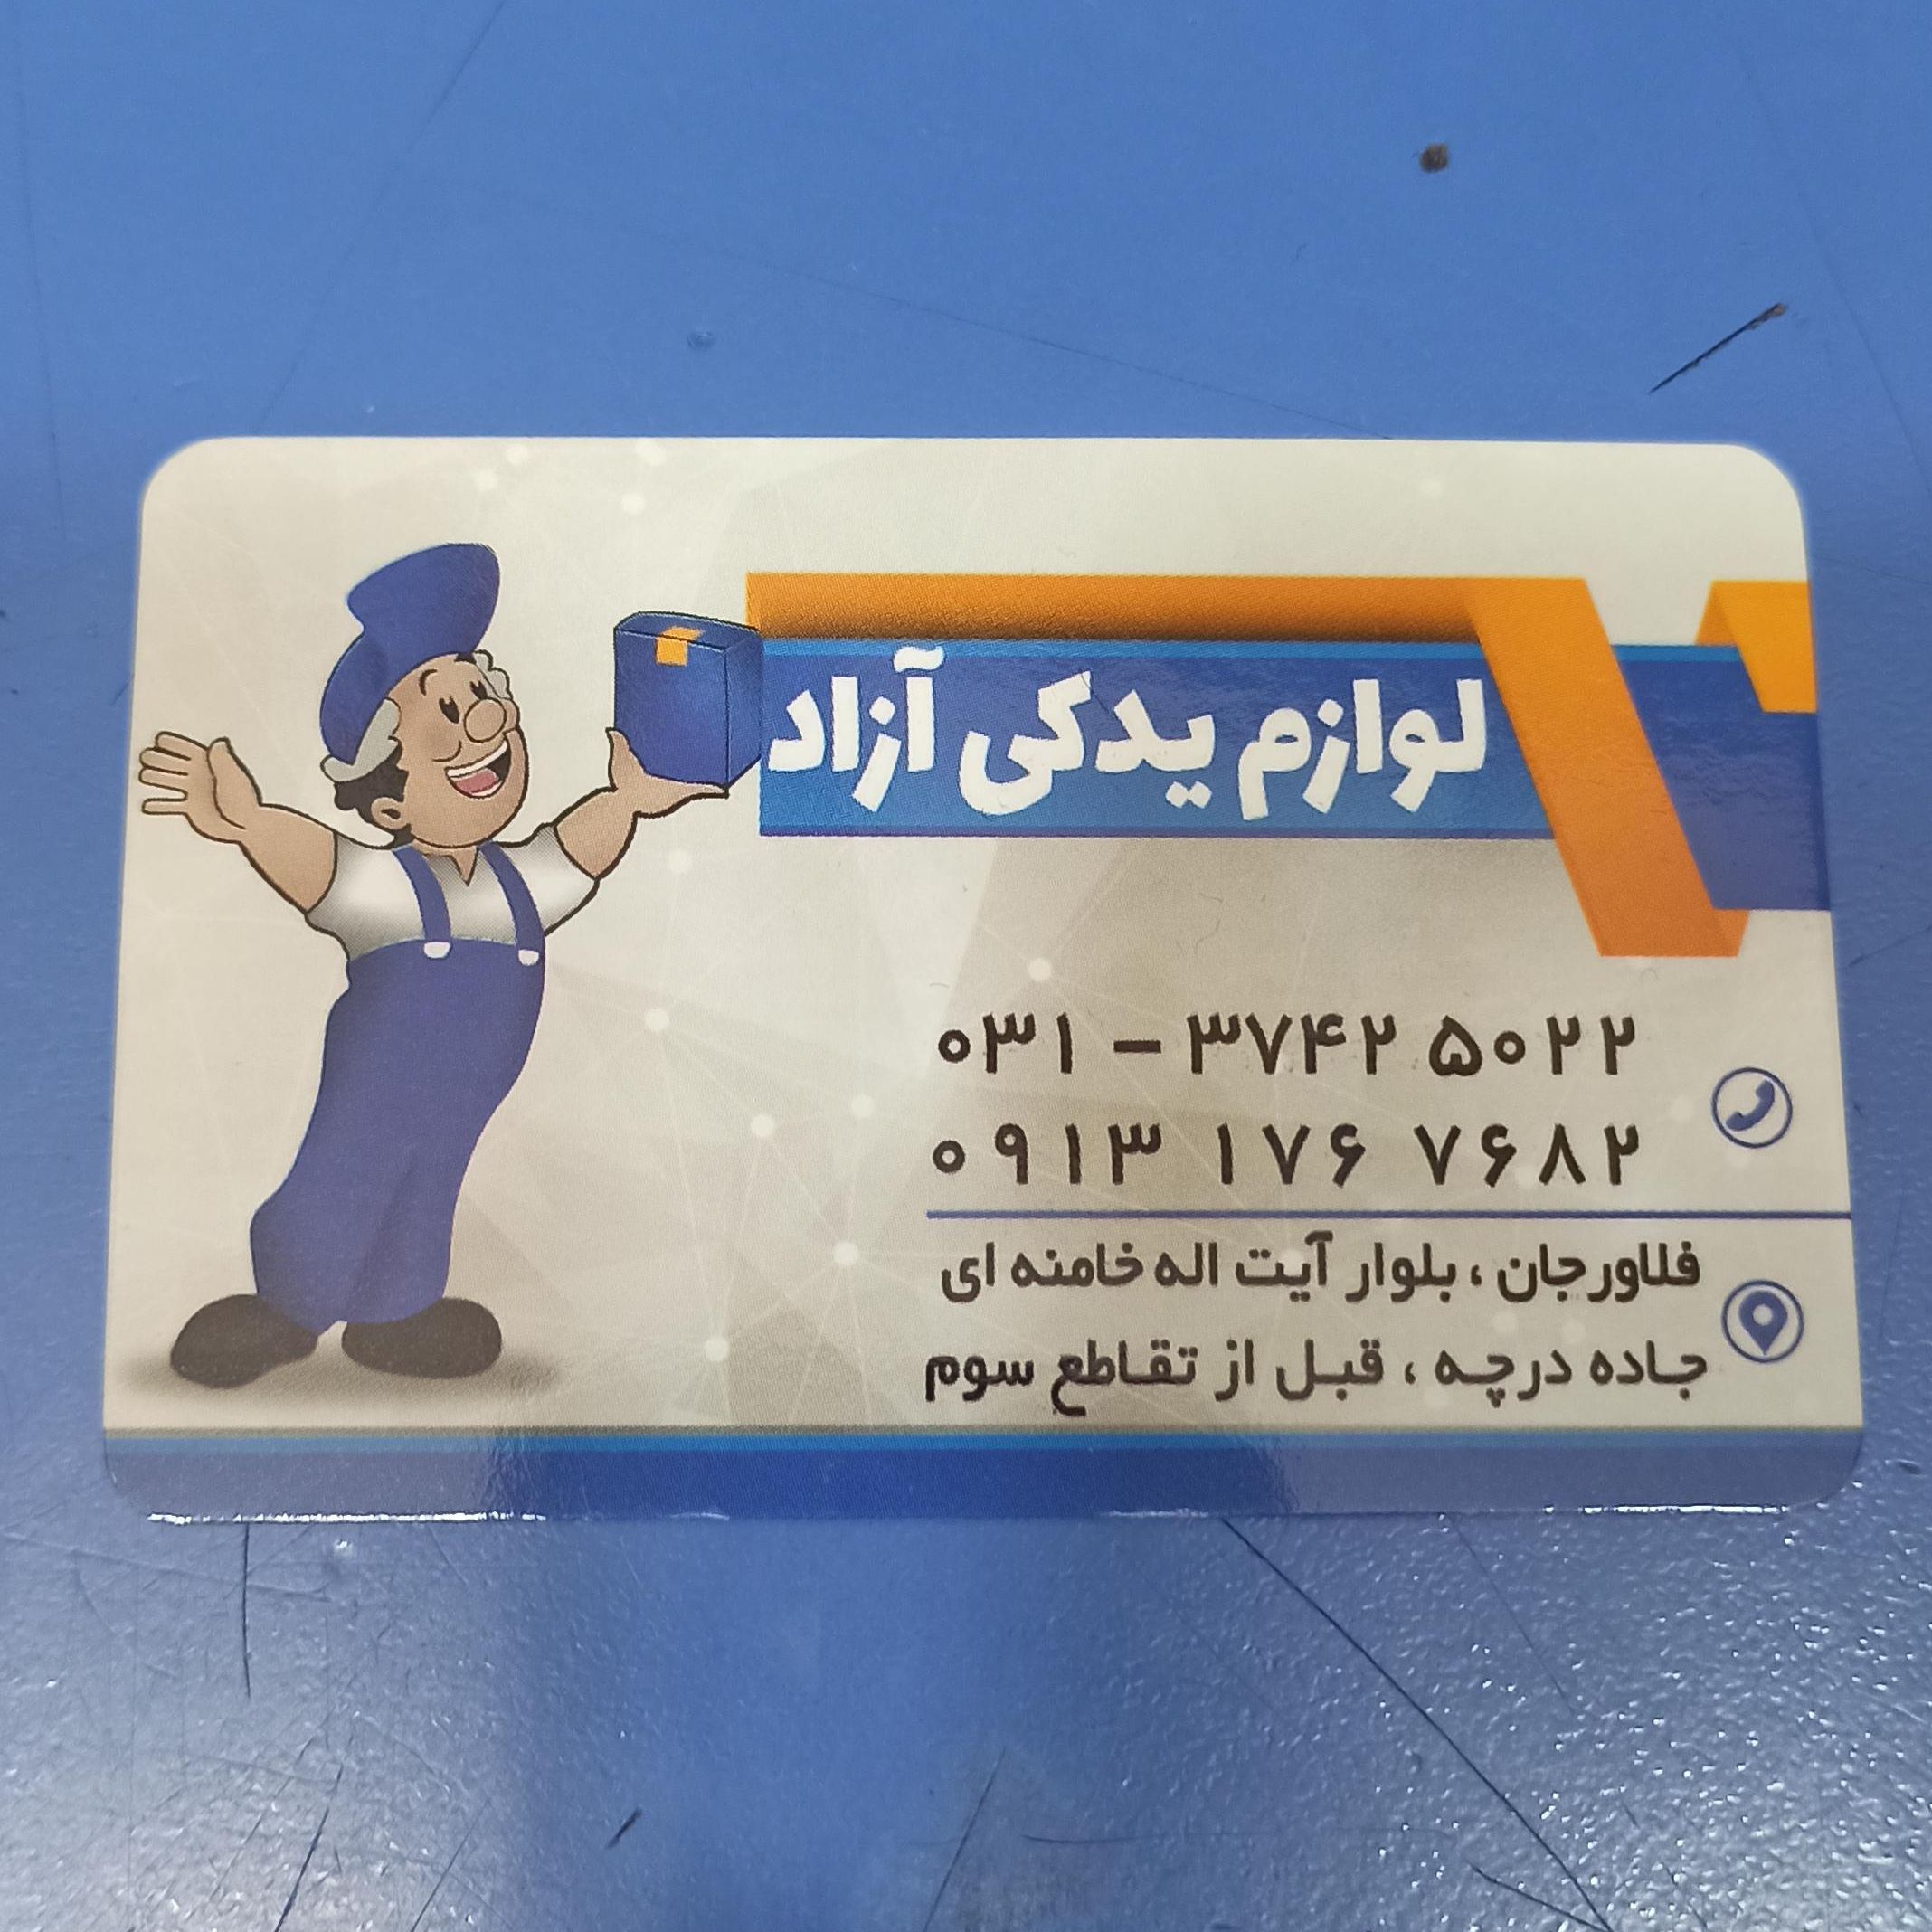 لوازم یدکی آزاد
۰۳۱ - ۳۷۴۲ ۵۰۲۲
۰۹۱۳ ۱۷۶ ۷۶۸۲
فلاورجان، بلوار آیت اله خامنه ای
جاده درچه، قبل از تقاطع سوم